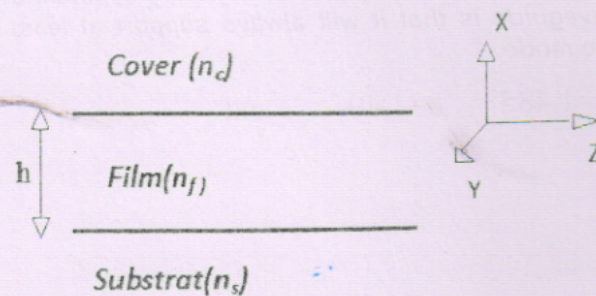 Cover (n_c)
X
h
Film(n_f)
Z
Y
Substrat(n_s)